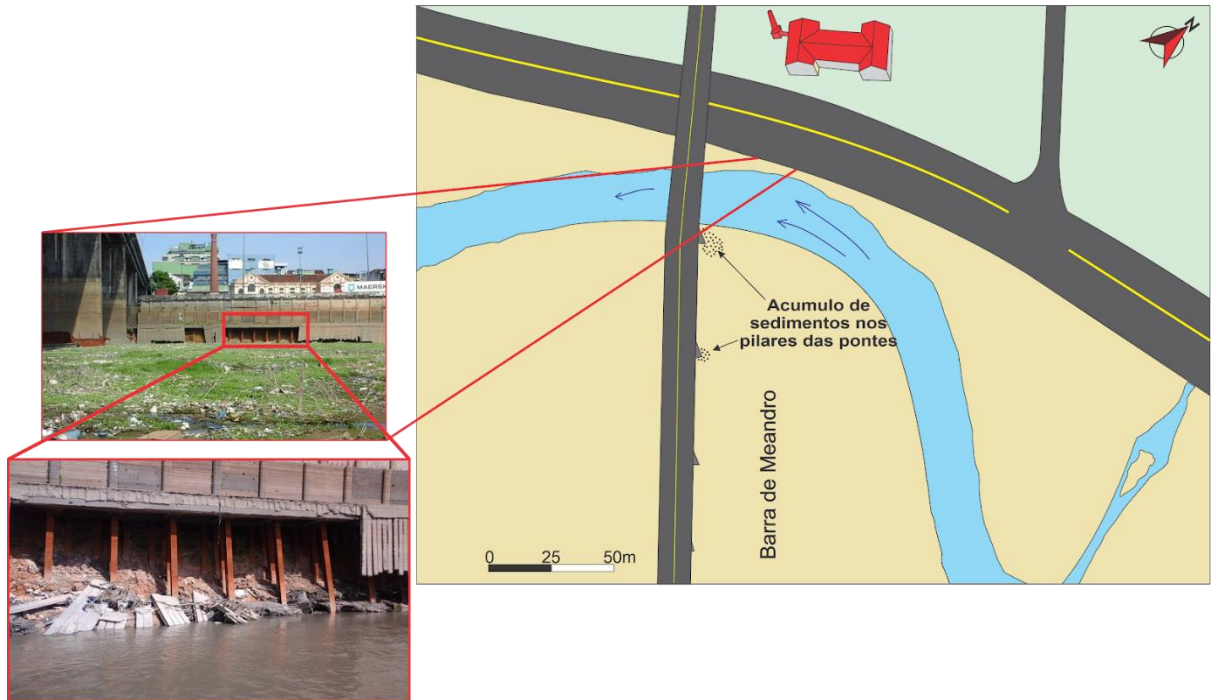 N
Acumulo de
sedimentos nos
pilares das pontes
Barra de Meandro
0 25 50m
MAERSK